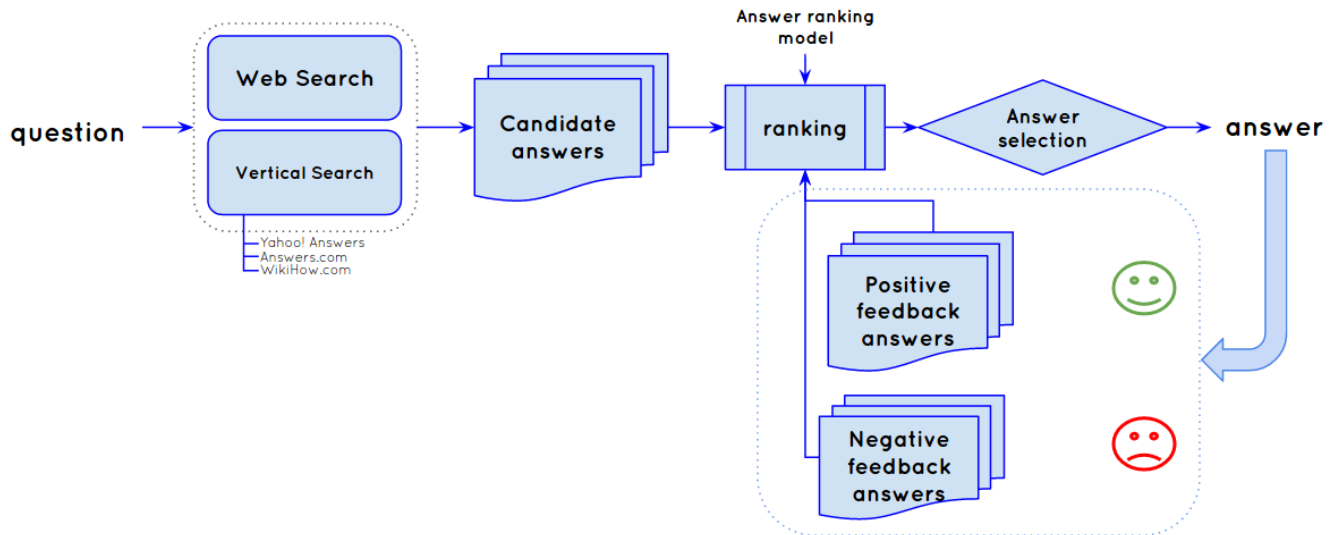 question
Web Search
Vertical Search
Yahoo! Answers
Answers.com
WikiHow.com
Candidate
answers
Answer ranking
model
ranking
Answer
selection
answer
Positive
feedback
answers
Negative
feedback
answers